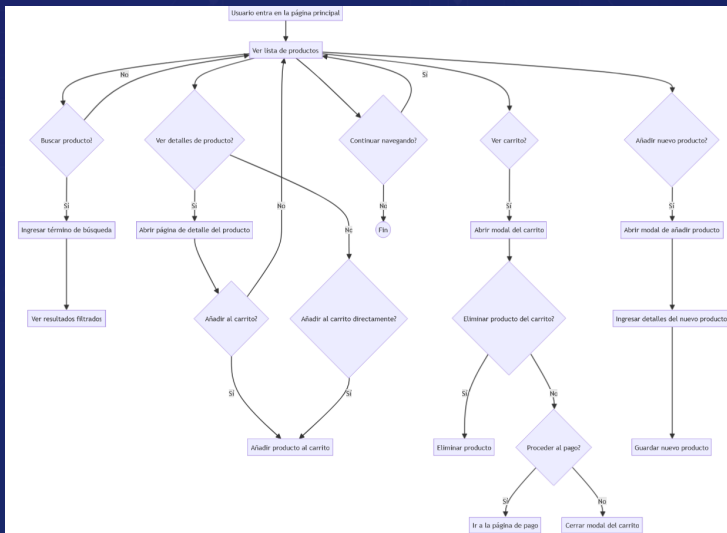 Usuario entra en la página principal
Ver lista de productos
No
Sí
Buscar producto?
Ver detalles de producto?
Continuar navegando?
Ver carrito?
Añadir nuevo producto?
Sí
Sí
No
No
No
Sí
Sí
Ingresar término de búsqueda
Abrir página de detalle del producto
Fin
Abrir modal del carrito
Abrir modal de añadir producto
Ver resultados filtrados
Añadir al carrito?
Añadir al carrito directamente?
Eliminar producto del carrito?
Ingresar detalles del nuevo producto
Sí
Sí
Sí
No
Añadir producto al carrito
Eliminar producto
Proceder al pago?
Guardar nuevo producto
Sí
No
Ir a la página de pago
Cerrar modal del carrito